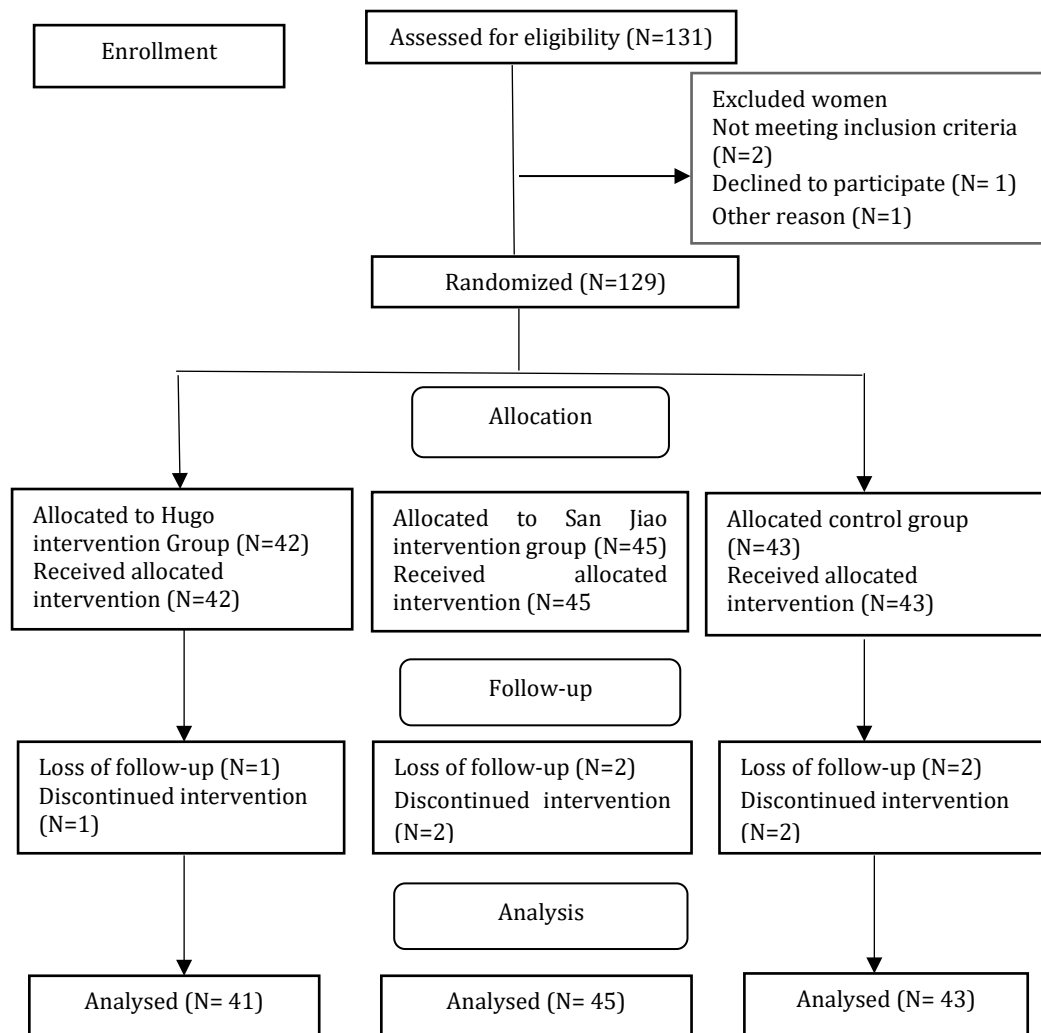 Enrollment
Assessed for eligibility (N=131)
Excluded women
Not meeting inclusion criteria
(N=2)
Declined to participate (N= 1)
Other reason (N=1)
Randomized (N=129)
Allocation
Allocated to Hugo
intervention Group (N=42)
Received allocated
intervention (N=42)
Allocated to San Jiao
intervention group (N=45)
Received allocated
intervention (N=45
Allocated control group
(N=43)
Received allocated
intervention (N=43)
Follow-up
Loss of follow-up (N=1)
Discontinued intervention
(N=1)
Loss of follow-up (N=2)
Discontinued intervention
(N=2)
Loss of follow-up (N=2)
Discontinued intervention
(N=2)
Analysis
Analysed (N= 41)
Analysed (N= 45)
Analysed (N= 43)